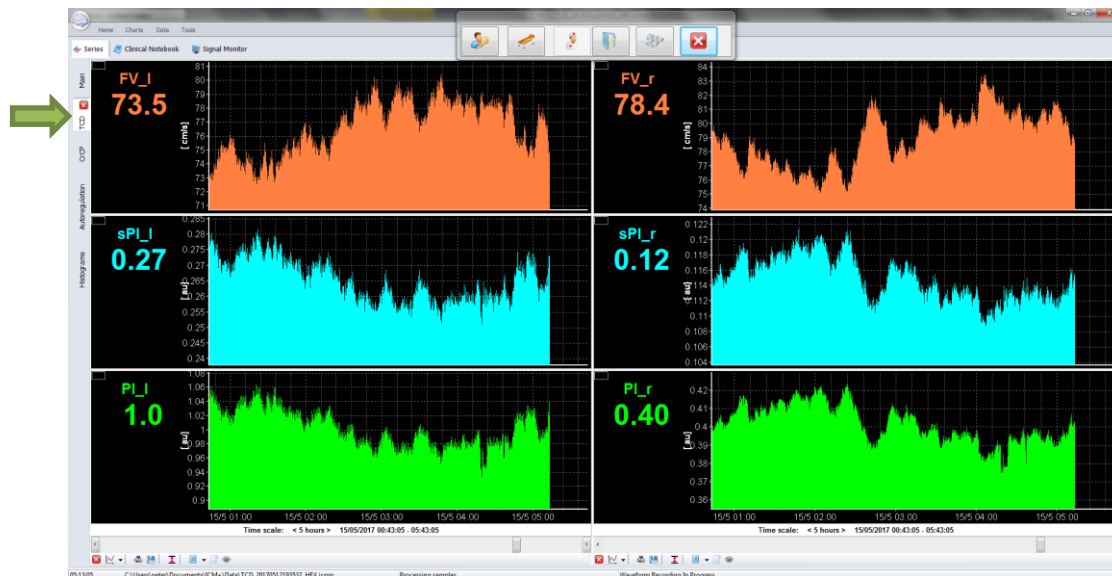 Home Charts Data Tools
Series Clinical Notebook Signal Monitor
Main
TCD
CrCP
Autoregulation
Histograms
FV_l
73.5
[cm/s]
81
80
79
78
77
76
75
74
73
72
71
FV_r
78.4
[cm/s]
84
83
82
81
80
79
78
77
76
75
74
sPI_l
0.27
[au]
0.285
0.28
0.275
0.27
0.265
0.26
0.255
0.25
0.245
0.24
sPI_r
0.12
[au]
0.122
0.12
0.118
0.116
0.114
0.112
0.11
0.108
0.106
0.104
PI_l
1.0
[au]
1.08
1.06
1.04
1.02
1
0.98
0.96
0.94
0.92
0.9
PI_r
0.40
[au]
0.42
0.41
0.4
0.39
0.38
0.37
0.36
15/5 01:00 15/5 02:00 15/5 03:00 15/5 04:00 15/5 05:00
15/5 01:00 15/5 02:00 15/5 03:00 15/5 04:00 15/5 05:00
Time scale: < 5 hours > 15/05/2017 00:43:05 - 05:43:05
Time scale: < 5 hours > 15/05/2017 00:43:05 - 05:43:05
Processing samples
Waveform Recording In Progress